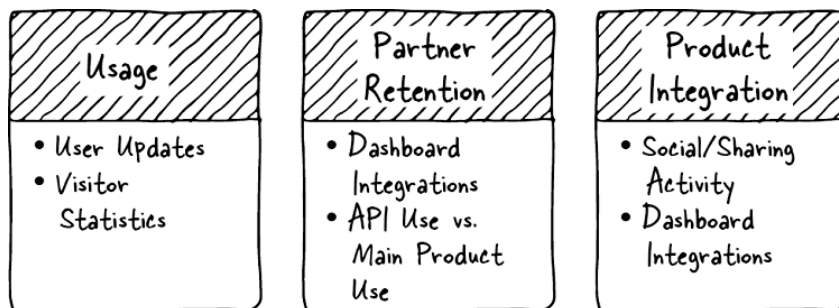 Usage
• User Updates
• Visitor
Statistics
Partner
Retention
• Dashboard
Integrations
• API Use vs.
Main Product
Use
Product
Integration
• Social/Sharing
Activity
• Dashboard
Integrations